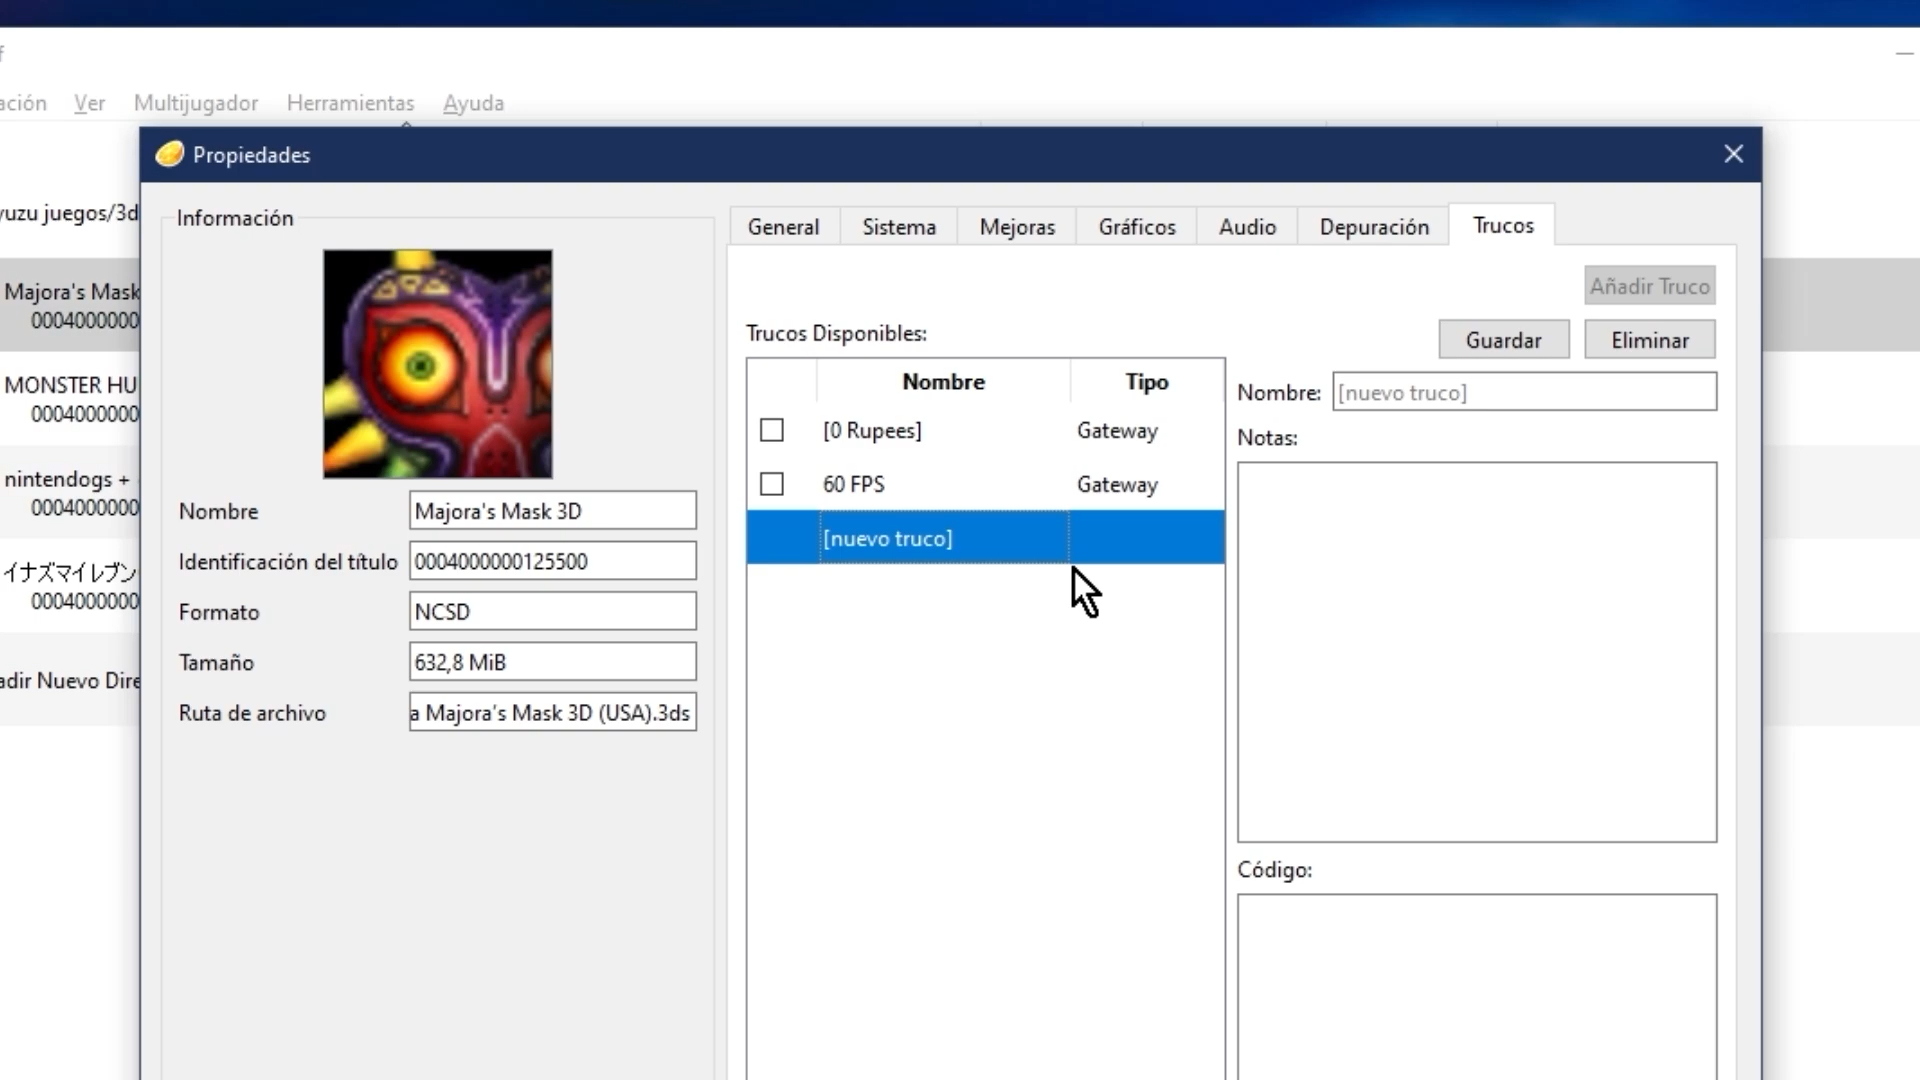 f
ación Ver Multijugador Herramientas Ayuda
Propiedades
yuzu juegos/3d
Majora's Mask
0004000000
MONSTER HU
0004000000
nintendogs +
0004000000
イナズマイレブン
0004000000
adir Nuevo Dire
Información
Nombre Majora's Mask 3D
Identificación del título 0004000000125500
Formato NCSD
Tamaño 632,8 MiB
Ruta de archivo a Majora's Mask 3D (USA).3ds
General Sistema Mejoras Gráficos Audio Depuración Trucos
Añadir Truco
Trucos Disponibles:
Guardar Eliminar
Nombre Tipo
[0 Rupees] Gateway
60 FPS Gateway
[nuevo truco]
Nombre: [nuevo truco]
Notas:
Código: